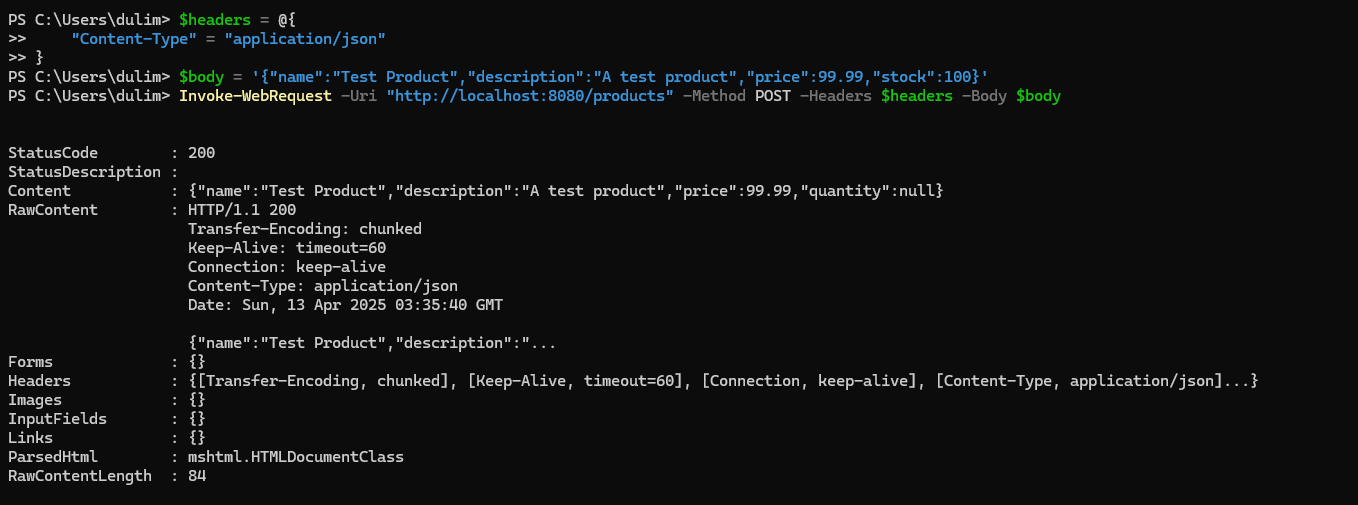 PS C:\Users\dulim> $headers = @{
>>     "Content-Type" = "application/json"
>> }
PS C:\Users\dulim> $body = '{"name":"Test Product","description":"A test product","price":99.99,"stock":100}'
PS C:\Users\dulim> Invoke-WebRequest -Uri "http://localhost:8080/products" -Method POST -Headers $headers -Body $body
StatusCode        : 200
StatusDescription :
Content           : {"name":"Test Product","description":"A test product","price":99.99,"quantity":null}
RawContent        : HTTP/1.1 200
                    Transfer-Encoding: chunked
                    Keep-Alive: timeout=60
                    Connection: keep-alive
                    Content-Type: application/json
                    Date: Sun, 13 Apr 2025 03:35:40 GMT
                    {"name":"Test Product","description":"...
Forms             : {}
Headers           : {[Transfer-Encoding, chunked], [Keep-Alive, timeout=60], [Connection, keep-alive], [Content-Type, application/json]...}
Images            : {}
InputFields       : {}
Links             : {}
ParsedHtml        : mshtml.HTMLDocumentClass
RawContentLength  : 84